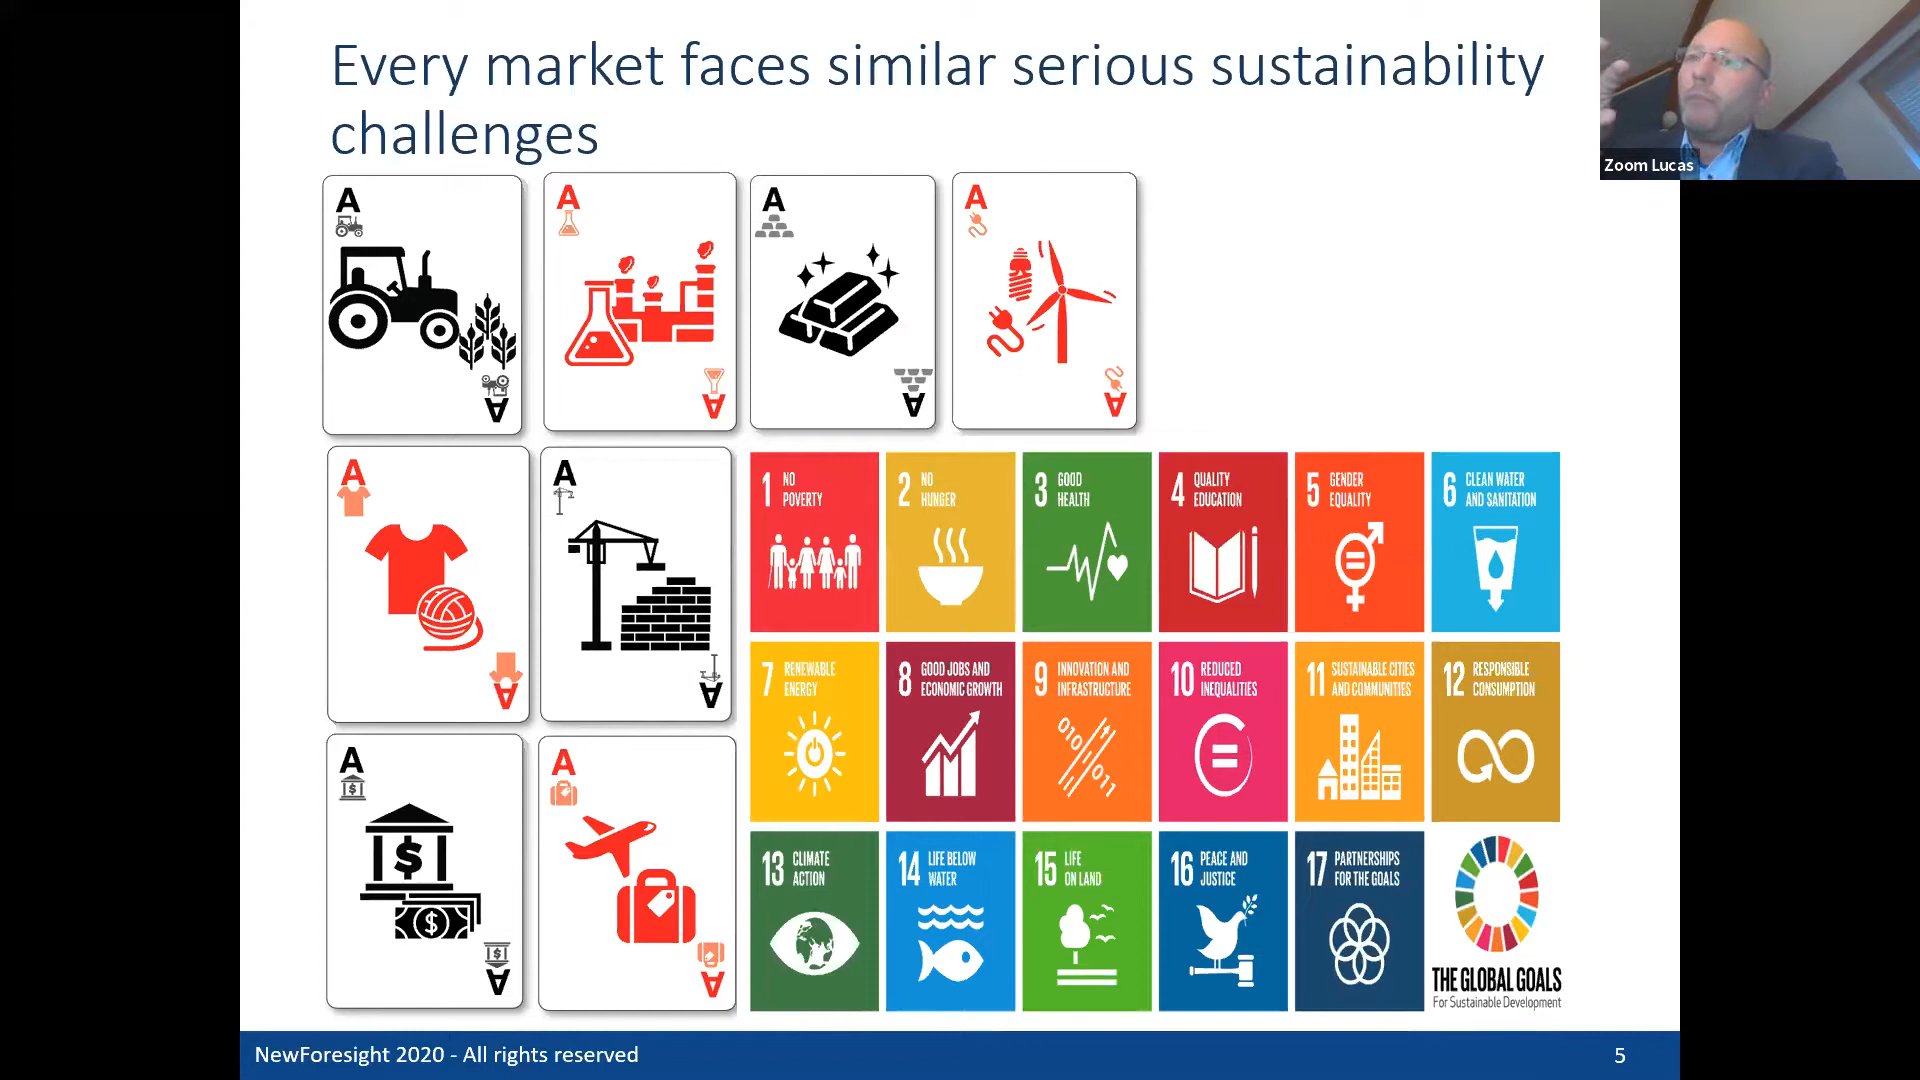 Every market faces similar serious sustainability
challenges
Zoom Lucas
A
A
A
A
A
A
A
A
A
A
A
A
$
$
$
A
A
A
A
$
1 NO
POVERTY
2 NO
HUNGER
3 GOOD
HEALTH
4 QUALITY
EDUCATION
5 GENDER
EQUALITY
6 CLEAN WATER
AND SANITATION
7 RENEWABLE
ENERGY
8 GOOD JOBS AND
ECONOMIC GROWTH
9 INNOVATION AND
INFRASTRUCTURE
010
011
10 REDUCED
INEQUALITIES
11 SUSTAINABLE CITIES
AND COMMUNITIES
12 RESPONSIBLE
CONSUMPTION
13 CLIMATE
ACTION
14 LIFE BELOW
WATER
15 LIFE
ON LAND
16 PEACE AND
JUSTICE
17 PARTNERSHIPS
FOR THE GOALS
THE GLOBAL GOALS
For Sustainable Development
NewForesight 2020 - All rights reserved
5